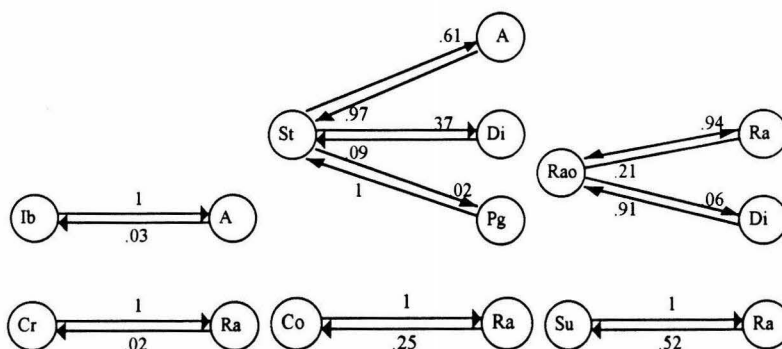 .61
A
.97
St
.37
Di
.09
1
.02
Pg
.94
Ra
Rao
.21
.06
.91
Di
Ib
1
A
.03
Cr
1
Ra
.02
Co
1
Ra
.25
Su
1
Ra
.52